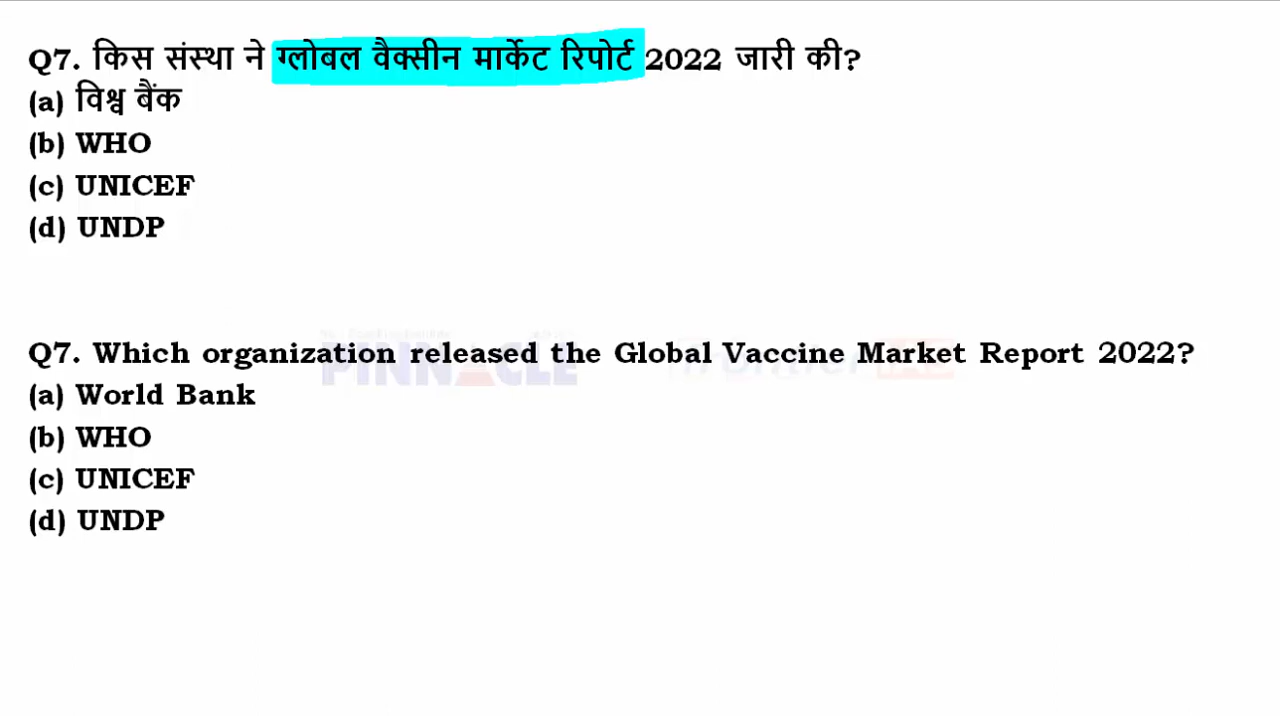 Q7. किस संस्था ने ग्लोबल वैक्सीन मार्केट रिपोर्ट 2022 जारी की?
(a) विश्व बैंक
(b) WHO
(c) UNICEF
(d) UNDP
Q7. Which organization released the Global Vaccine Market Report 2022?
PINNACLE
(a) World Bank
(b) WHO
(c) UNICEF
(d) UNDP